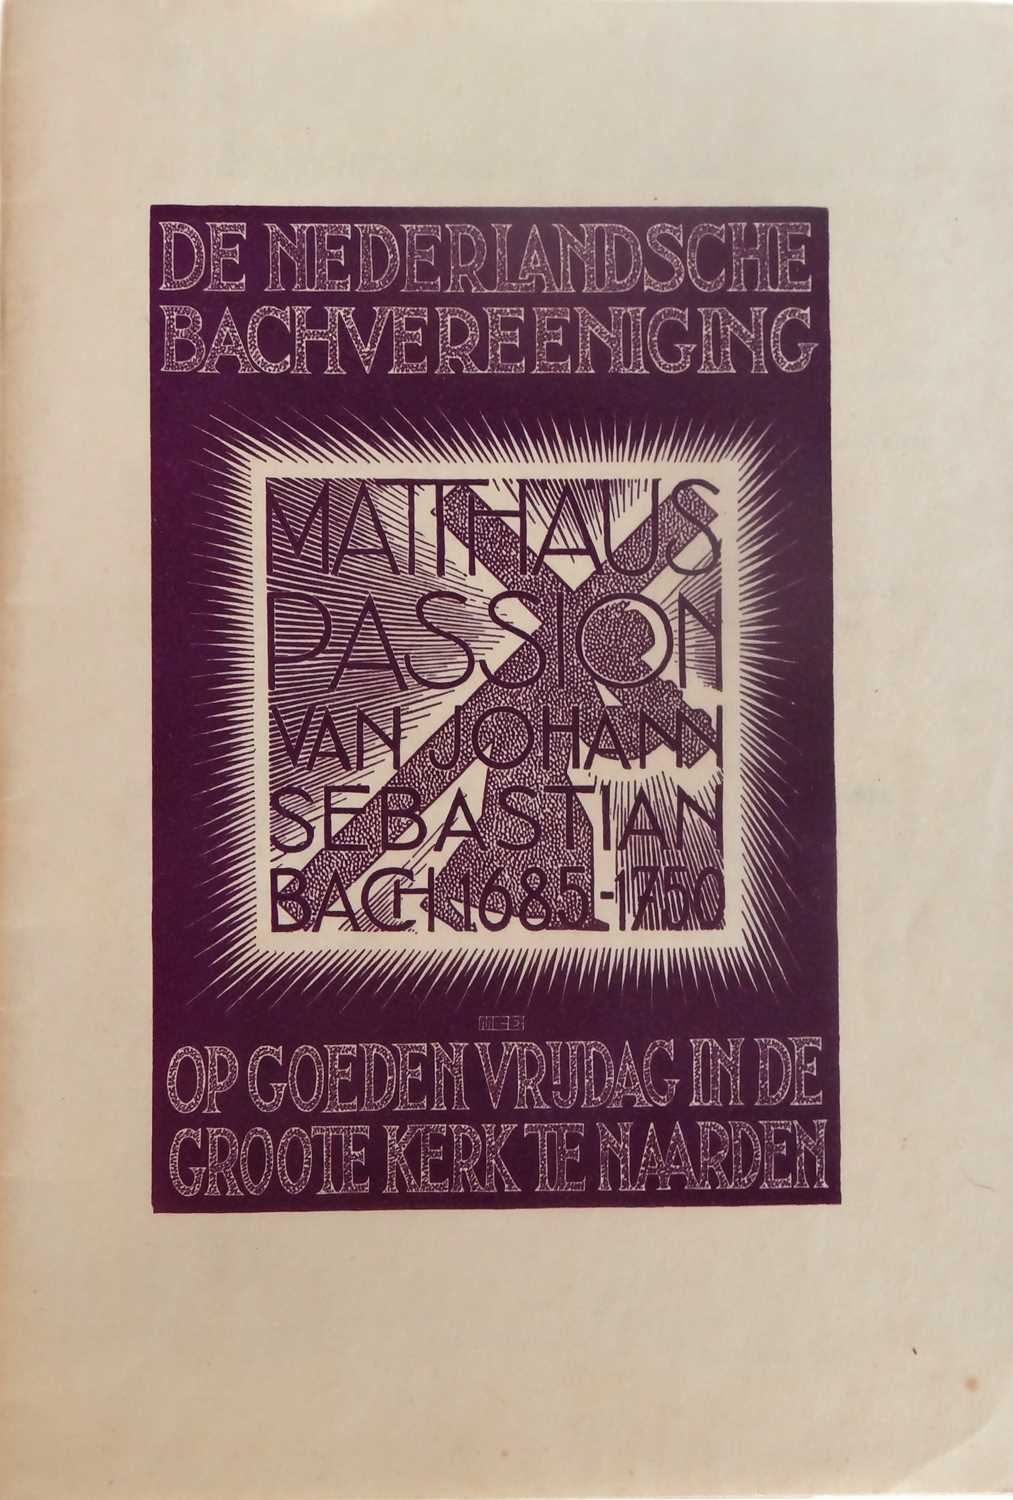 DE NEDERLANDSCHE
BACHVEREENIGING
MATTHAUS
PASSION
VAN JOHANN
SEBASTIAN
BACH 1685-1750
MCE
OP GOEDEN VRIJDAG IN DE
GROOTE KERK TE NAARDEN